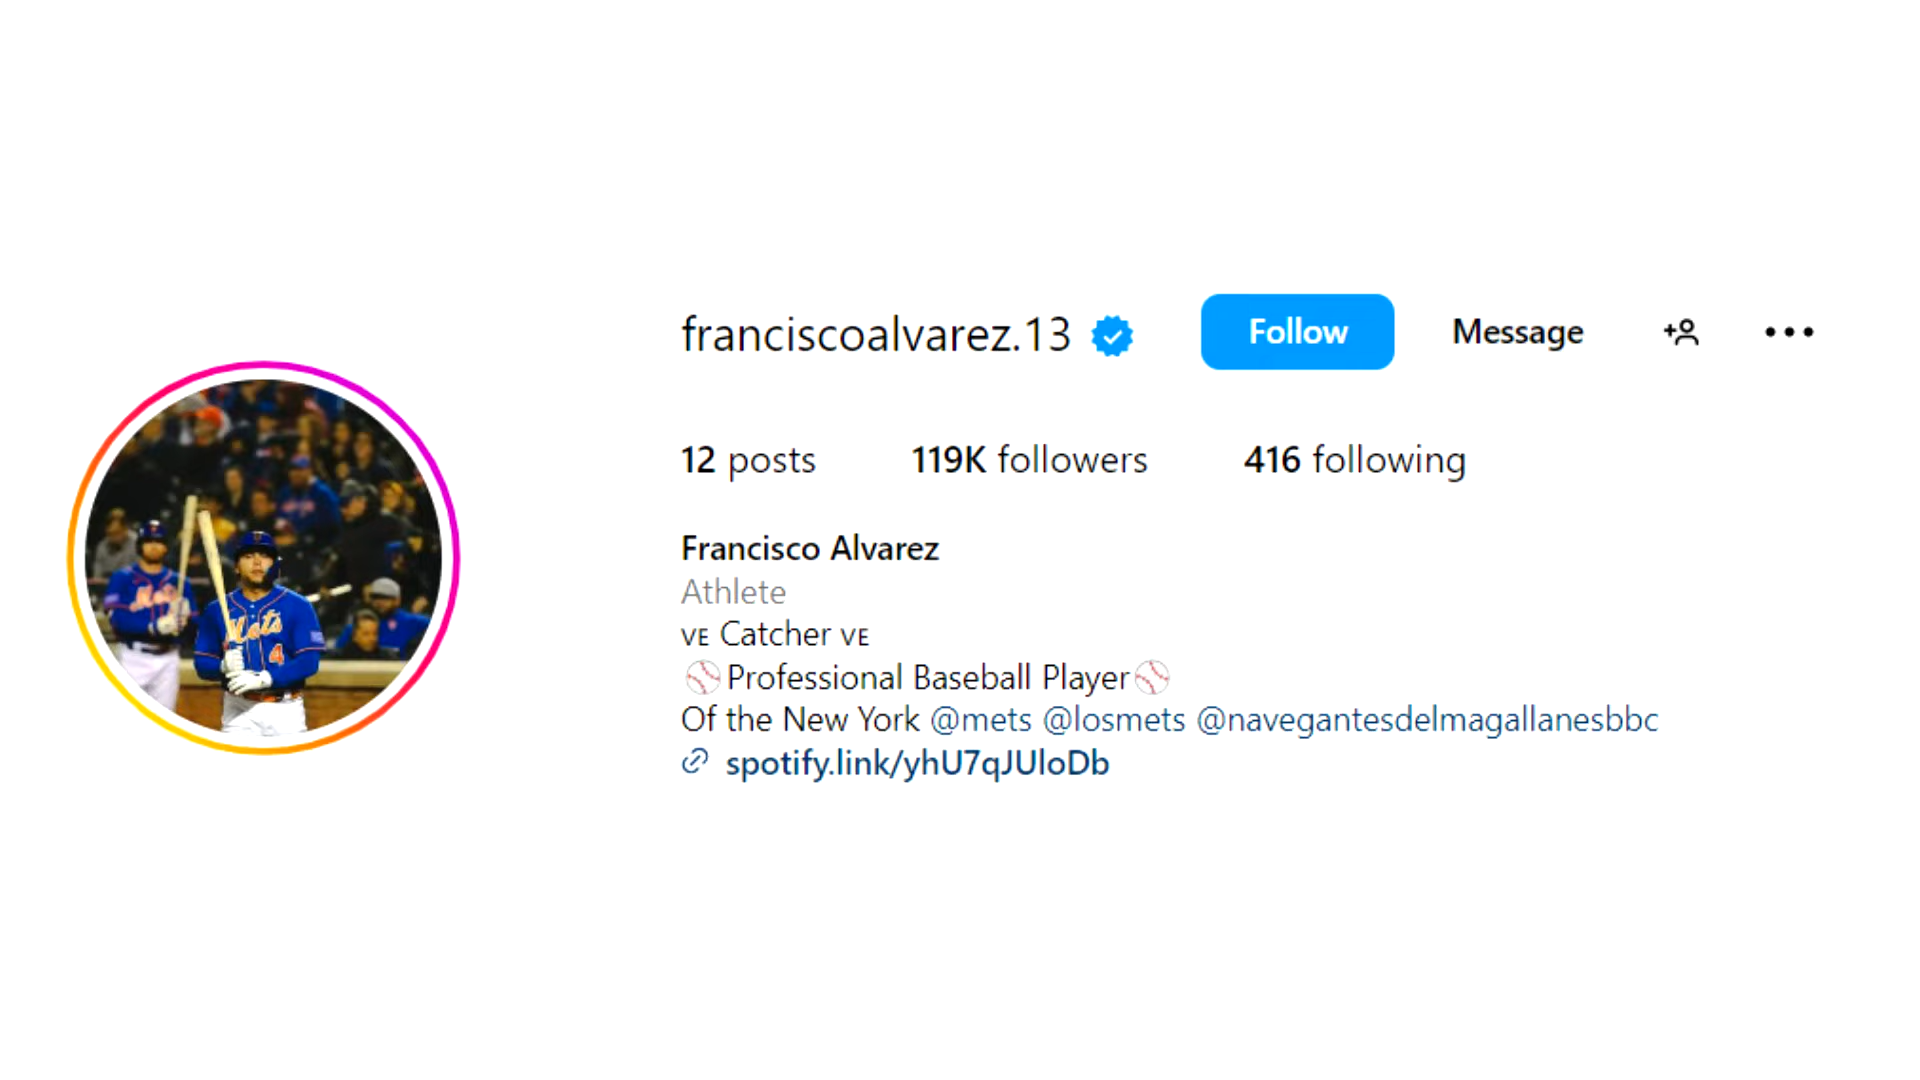 franciscoalvarez.13 Follow Message
12 posts 119K followers 416 following
Francisco Alvarez
Athlete
VE Catcher VE
⚾Professional Baseball Player⚾
Of the New York @mets @losmets @navegantesdelmagallanesbbc
spotify.link/yhU7qJUloDb
Mets
Mets
4